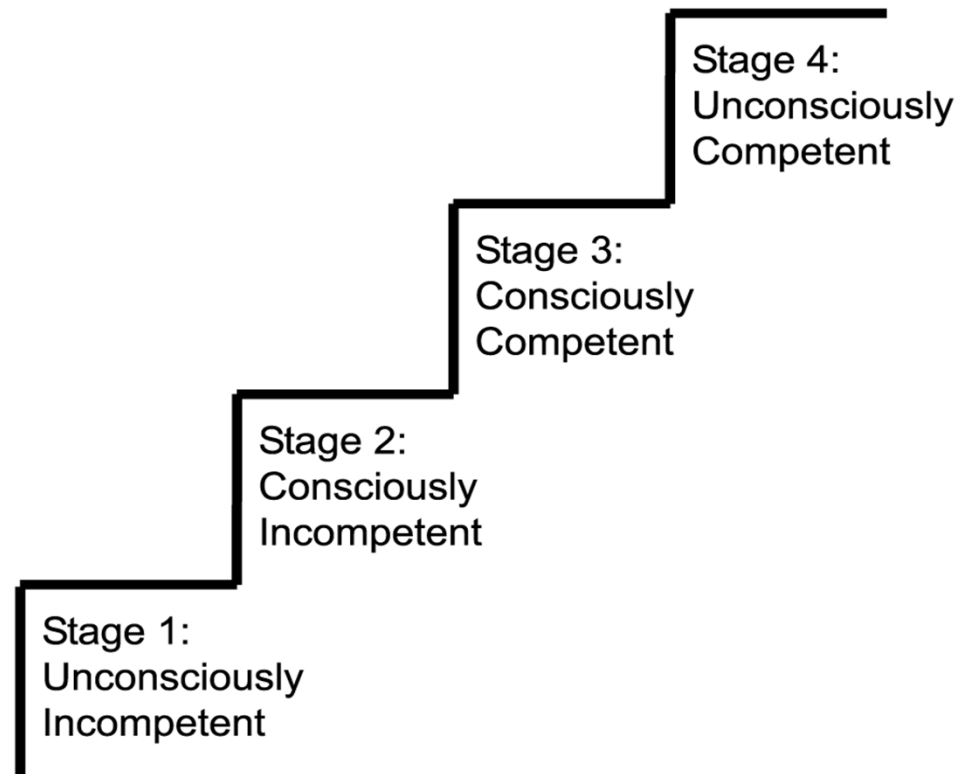 Stage 4:
Unconsciously
Competent
Stage 3:
Consciously
Competent
Stage 2:
Consciously
Incompetent
Stage 1:
Unconsciously
Incompetent